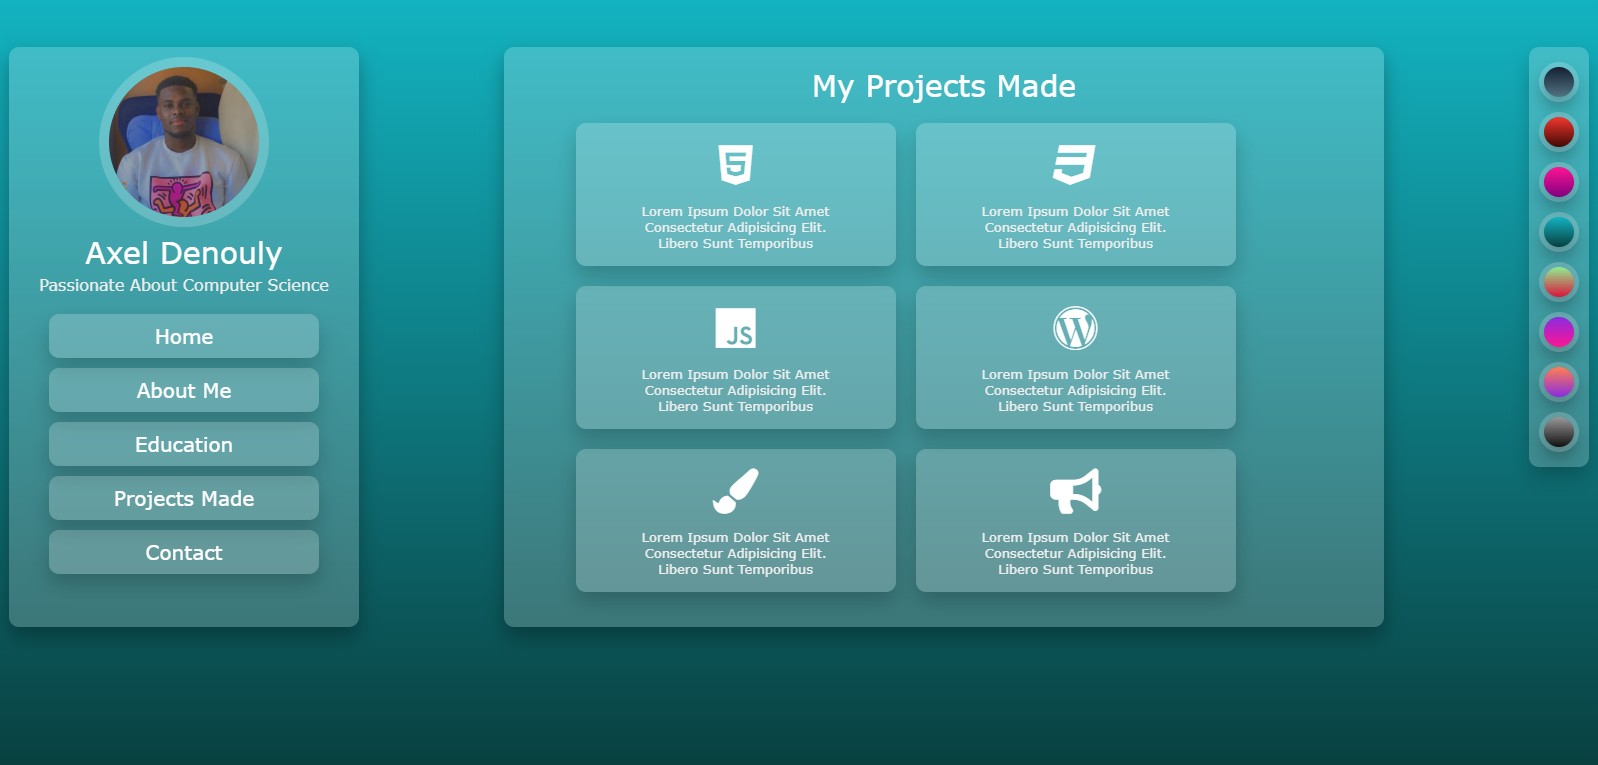 Axel Denouly
Passionate About Computer Science
Home
About Me
Education
Projects Made
Contact
My Projects Made
5
Lorem Ipsum Dolor Sit Amet
Consectetur Adipisicing Elit.
Libero Sunt Temporibus
3
Lorem Ipsum Dolor Sit Amet
Consectetur Adipisicing Elit.
Libero Sunt Temporibus
JS
Lorem Ipsum Dolor Sit Amet
Consectetur Adipisicing Elit.
Libero Sunt Temporibus
W
Lorem Ipsum Dolor Sit Amet
Consectetur Adipisicing Elit.
Libero Sunt Temporibus
Lorem Ipsum Dolor Sit Amet
Consectetur Adipisicing Elit.
Libero Sunt Temporibus
Lorem Ipsum Dolor Sit Amet
Consectetur Adipisicing Elit.
Libero Sunt Temporibus